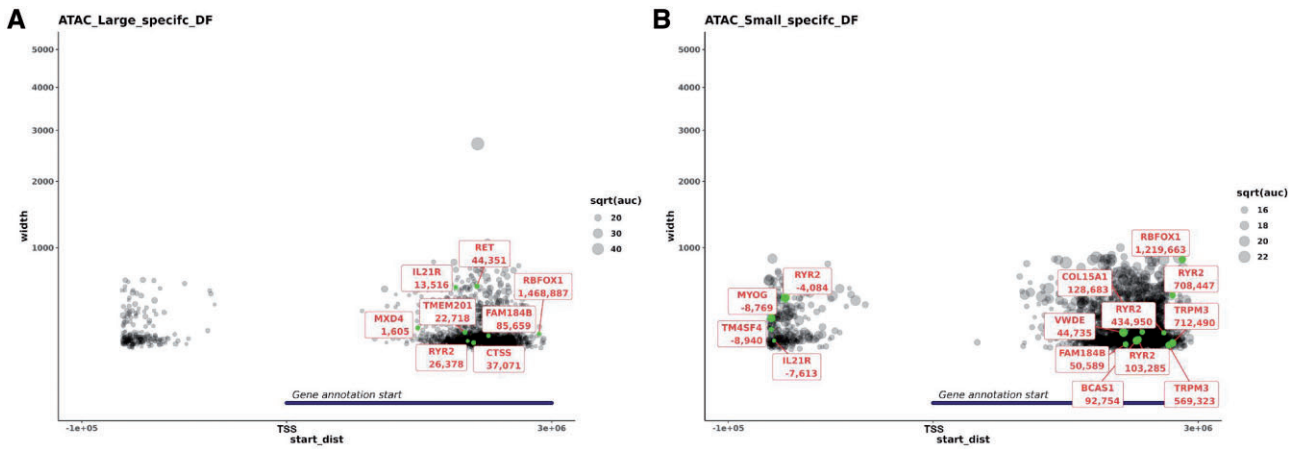 A
ATAC_Large_specifc_DF
5000
4000
3000
2000
1000
width
RET
44,351
IL21R
13,516
RBFOX1
1,468,887
TMEM201
22,718
FAM184B
85,659
MXD4
1,605
RYR2
26,378
CTSS
37,071
Gene annotation start
-1e+05
TSS
3e+06
start_dist
sqrt(auc)
20
30
40
B
ATAC_Small_specifc_DF
5000
4000
3000
2000
1000
width
RBFOX1
1,219,663
RYR2
-4,084
COL15A1
128,683
RYR2
708,447
MYOG
-8,769
VWDE
44,735
RYR2
434,950
TRPM3
712,490
TM4SF4
-8,940
IL21R
-7,613
FAM184B
50,589
RYR2
103,285
BCAS1
92,754
TRPM3
569,323
Gene annotation start
-1e+05
TSS
3e+06
start_dist
sqrt(auc)
16
18
20
22